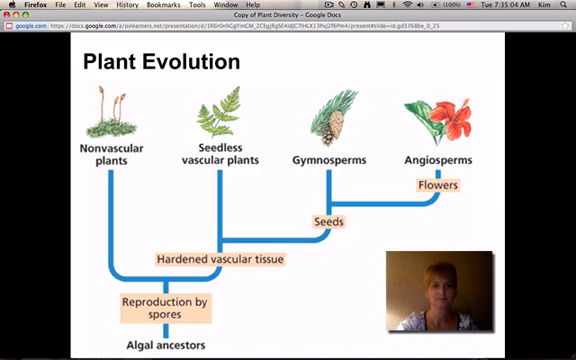 Firefox File Edit View History Bookmarks Tools Window Help (100%) Tue 7:35:04 AM Kim
Copy of Plant Diversity – Google Docs
Plant Evolution
Nonvascular
plants
Seedless
vascular plants
Gymnosperms
Angiosperms
Flowers
Seeds
Hardened vascular tissue
Reproduction by
spores
Algal ancestors